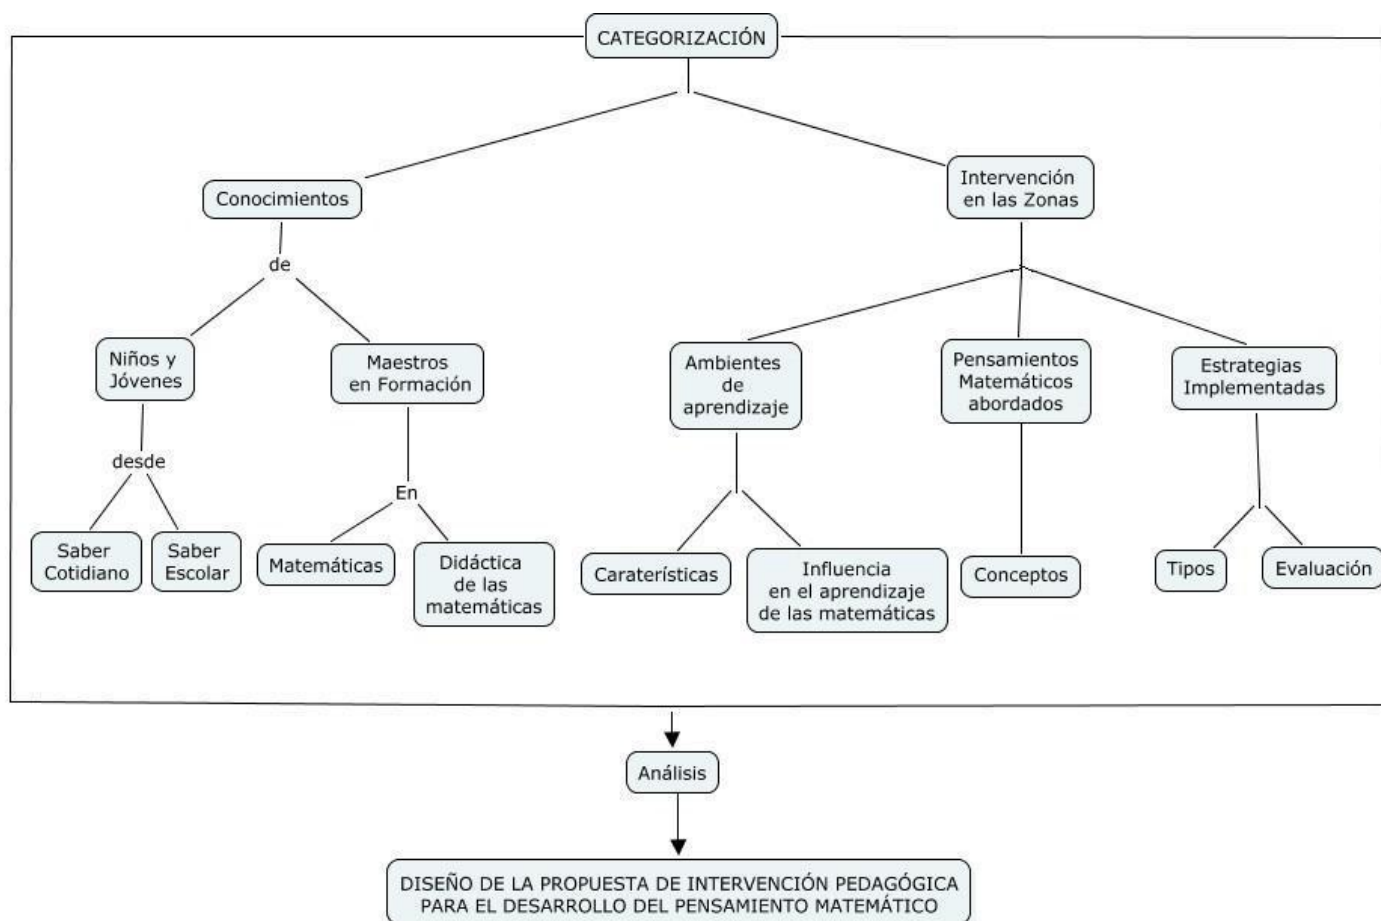 CATEGORIZACIÓN
Conocimientos
Intervención
en las Zonas
de
Niños y
Jóvenes
Maestros
en Formación
Ambientes
de
aprendizaje
Pensamientos
Matemáticos
abordados
Estrategias
Implementadas
desde
En
Saber
Cotidiano
Saber
Escolar
Matemáticas
Didáctica
de las
matemáticas
Caraterísticas
Influencia
en el aprendizaje
de las matemáticas
Conceptos
Tipos
Evaluación
Análisis
DISEÑO DE LA PROPUESTA DE INTERVENCIÓN PEDAGÓGICA
PARA EL DESARROLLO DEL PENSAMIENTO MATEMÁTICO